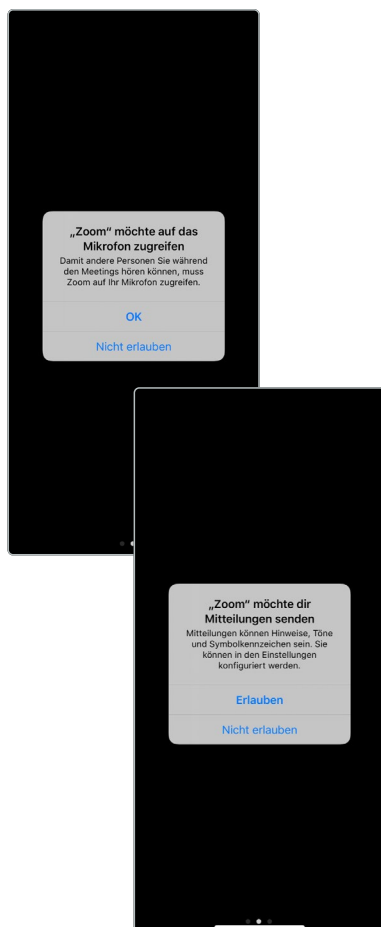 „Zoom“ möchte auf das
Mikrofon zugreifen
Damit andere Personen Sie während
den Meetings hören können, muss
Zoom auf Ihr Mikrofon zugreifen.
OK
Nicht erlauben
„Zoom“ möchte dir
Mitteilungen senden
Mitteilungen können Hinweise, Töne
und Symbolkennzeichen sein. Sie
können in den Einstellungen
konfiguriert werden.
Erlauben
Nicht erlauben